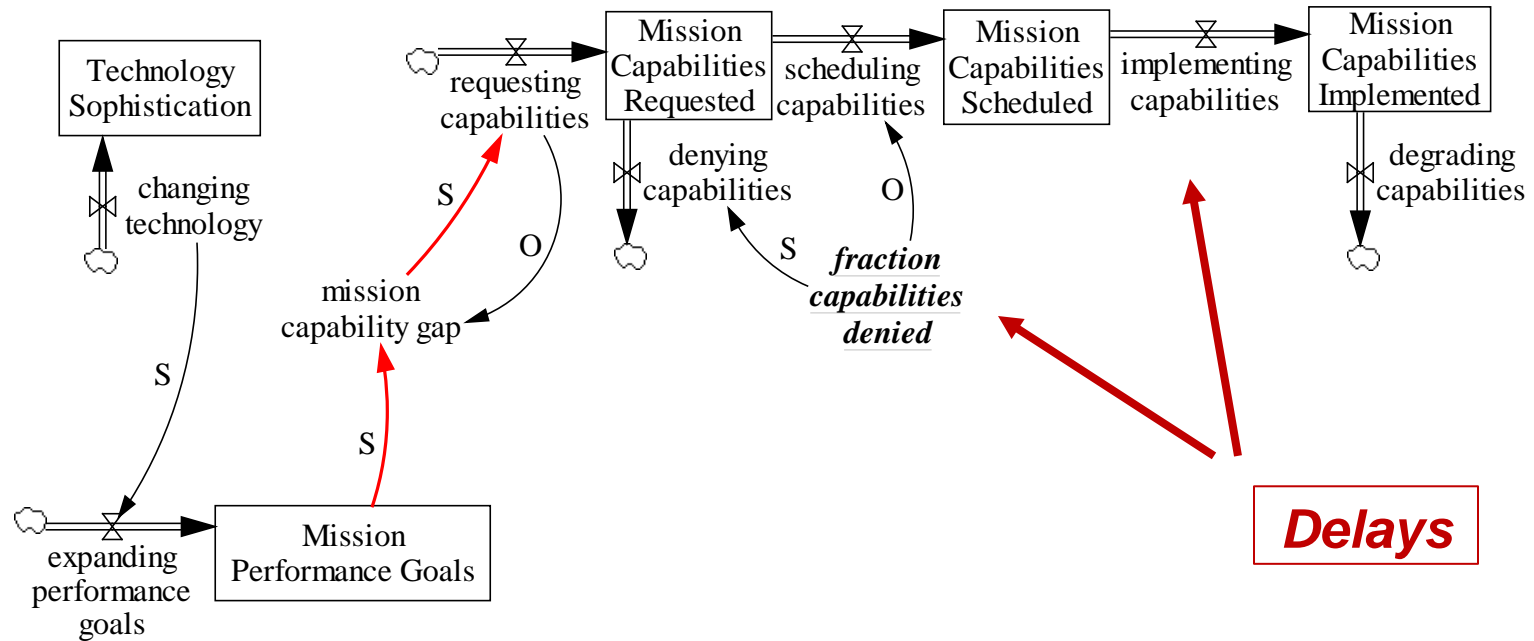 Technology
Sophistication
changing
technology
S
expanding
performance
goals
Mission
Performance Goals
S
mission
capability gap
S
O
requesting
capabilities
Mission
Capabilities
Requested
denying
capabilities
S
O
fraction
capabilities
denied
scheduling
capabilities
Mission
Capabilities
Scheduled
implementing
capabilities
Mission
Capabilities
Implemented
degrading
capabilities
Delays